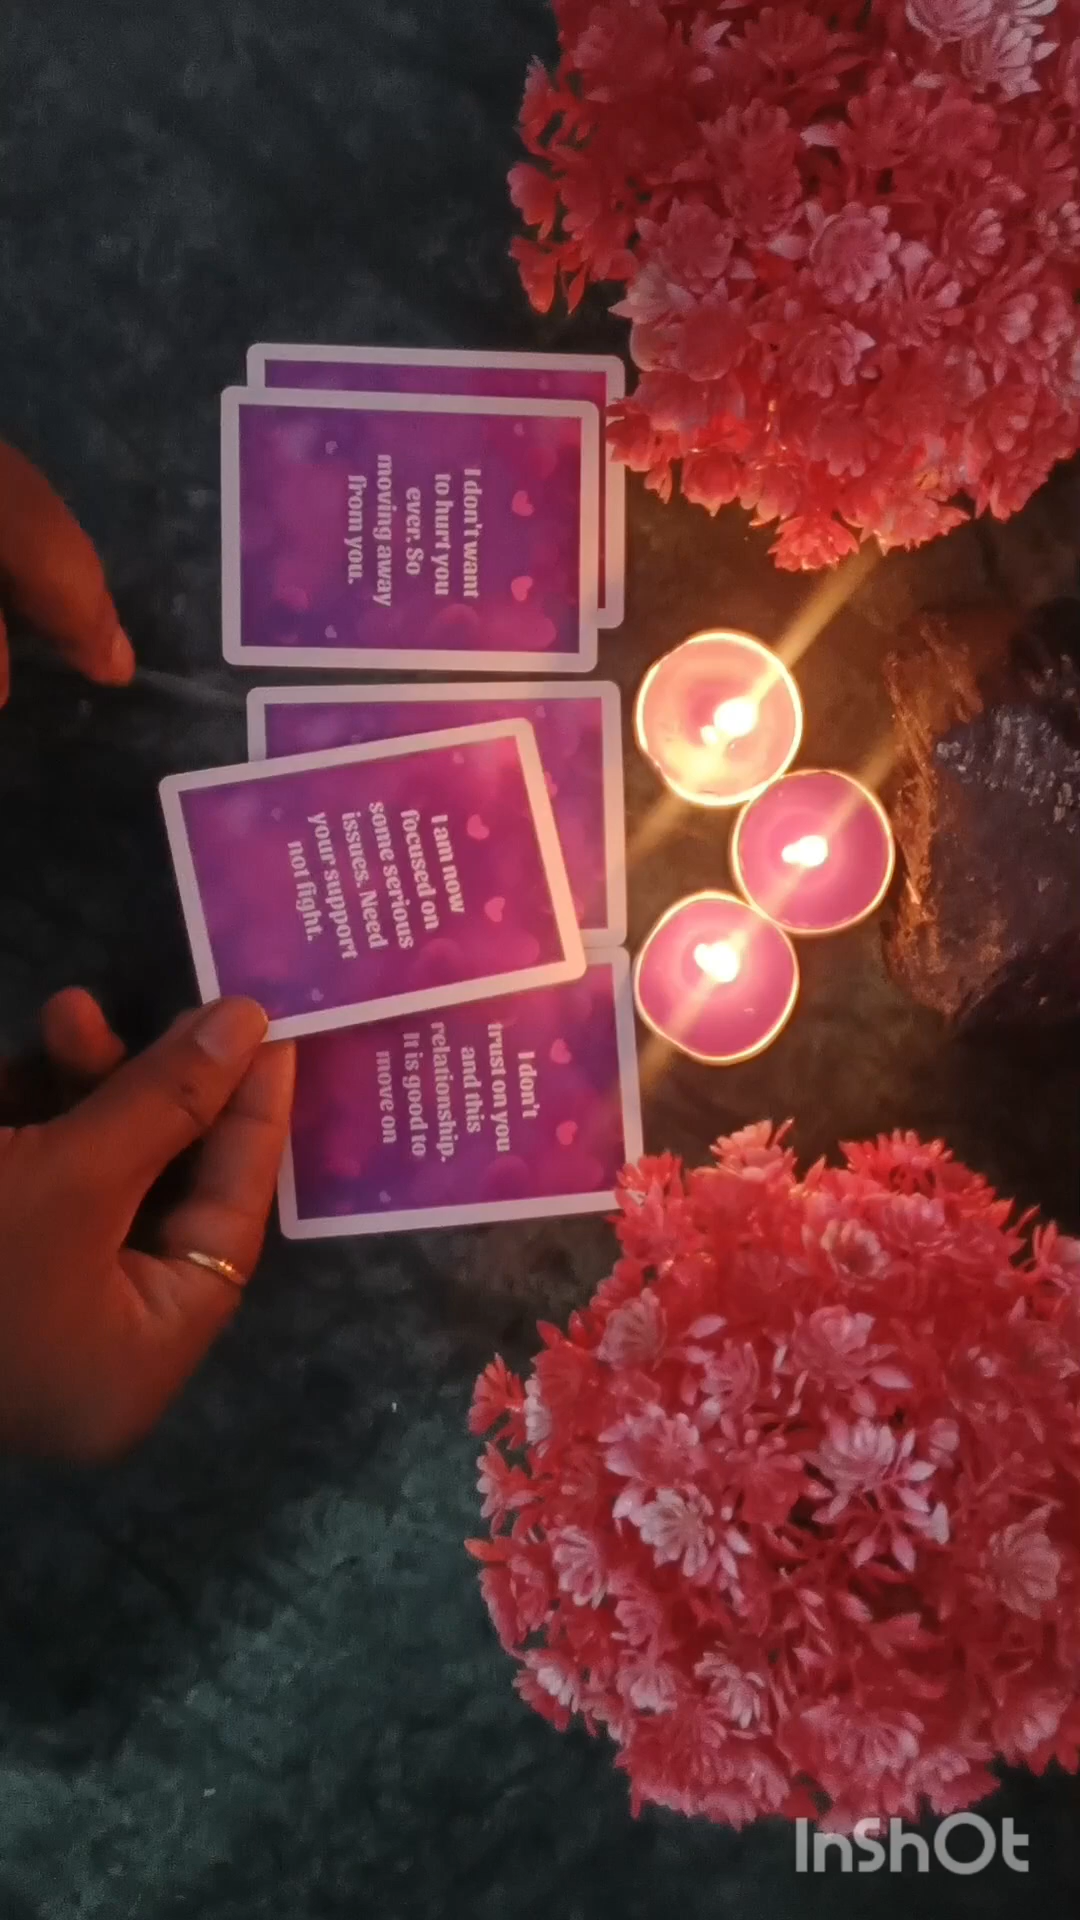 I don't want
to hurt you
ever. So
moving away
from you.
I am now
focused on
some serious
issues. Need
your support
not fight.
I don't
trust on you
and this
relationship.
It is good to
move on
InShOt